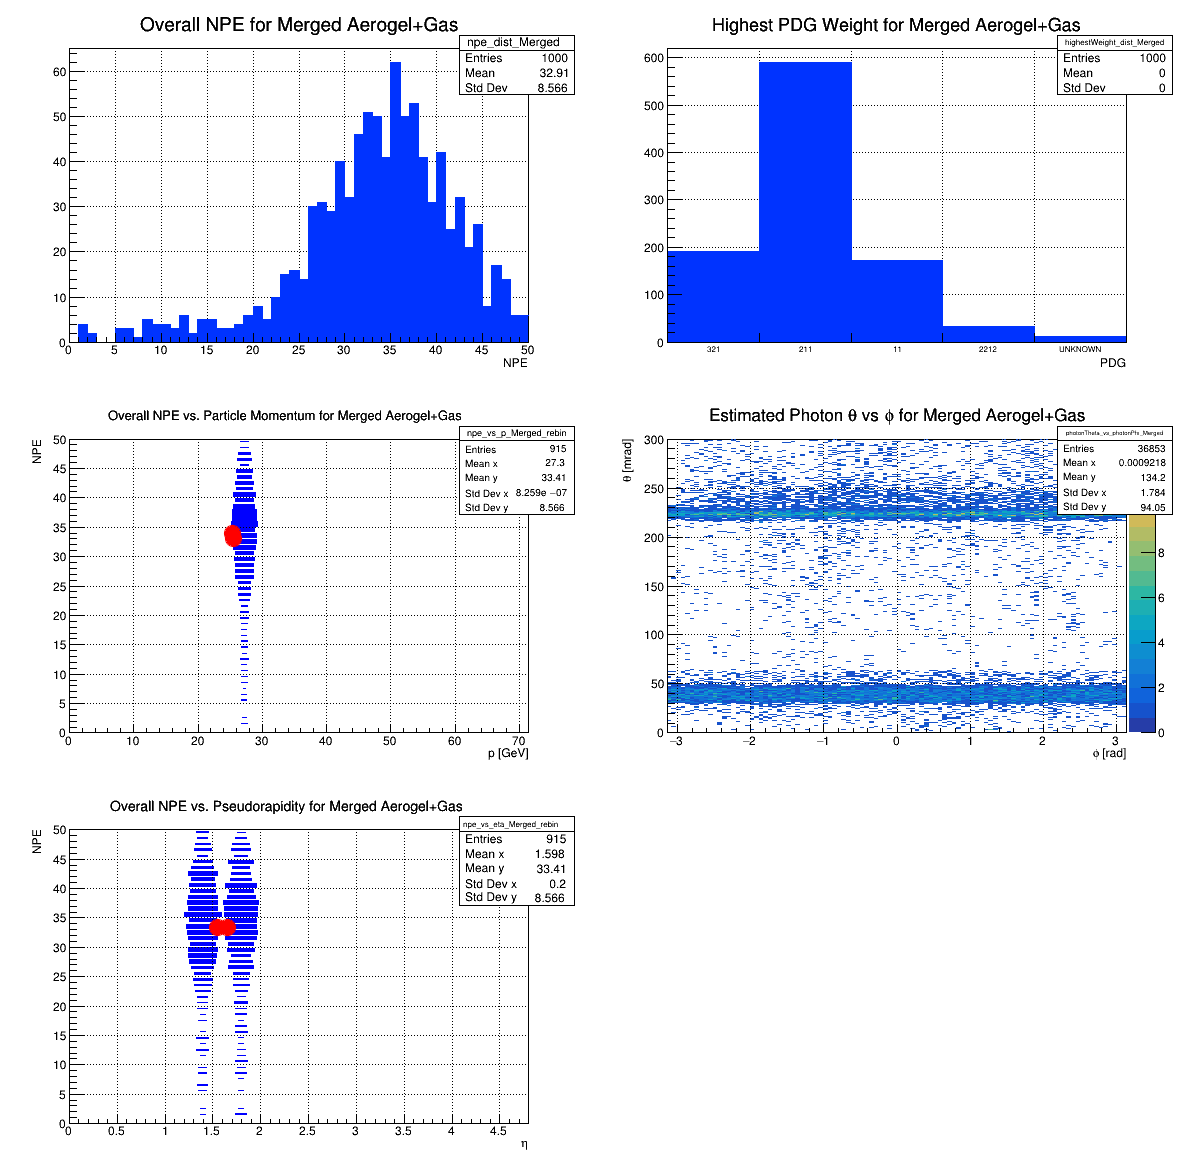 Overall NPE for Merged Aerogel+Gas
npe_dist_Merged
Entries 1000
Mean 32.91
Std Dev 8.566
60
50
40
30
20
10
0
0 5 10 15 20 25 30 35 40 45 50
NPE
Highest PDG Weight for Merged Aerogel+Gas
highestWeight_dist_Merged
Entries 1000
Mean 0
Std Dev 0
600
500
400
300
200
100
0
321 211 11 2212 UNKNOWN
PDG
Overall NPE vs. Particle Momentum for Merged Aerogel+Gas
npe_vs_p_Merged_rebin
Entries 915
Mean x 27.3
Mean y 33.41
Std Dev x 8.259e −07
Std Dev y 8.566
NPE
50
45
40
35
30
25
20
15
10
5
0
0 10 20 30 40 50 60 70
p [GeV]
Estimated Photon θ vs ϕ for Merged Aerogel+Gas
photonTheta_vs_photonPhi_Merged
Entries 36853
Mean x 0.0009218
Mean y 134.2
Std Dev x 1.784
Std Dev y 94.05
θ [mrad]
300
250
200
150
100
50
0
−3 −2 −1 0 1 2 3
ϕ [rad]
8
6
4
2
0
Overall NPE vs. Pseudorapidity for Merged Aerogel+Gas
npe_vs_eta_Merged_rebin
Entries 915
Mean x 1.598
Mean y 33.41
Std Dev x 0.2
Std Dev y 8.566
NPE
50
45
40
35
30
25
20
15
10
5
0
0 0.5 1 1.5 2 2.5 3 3.5 4 4.5
η